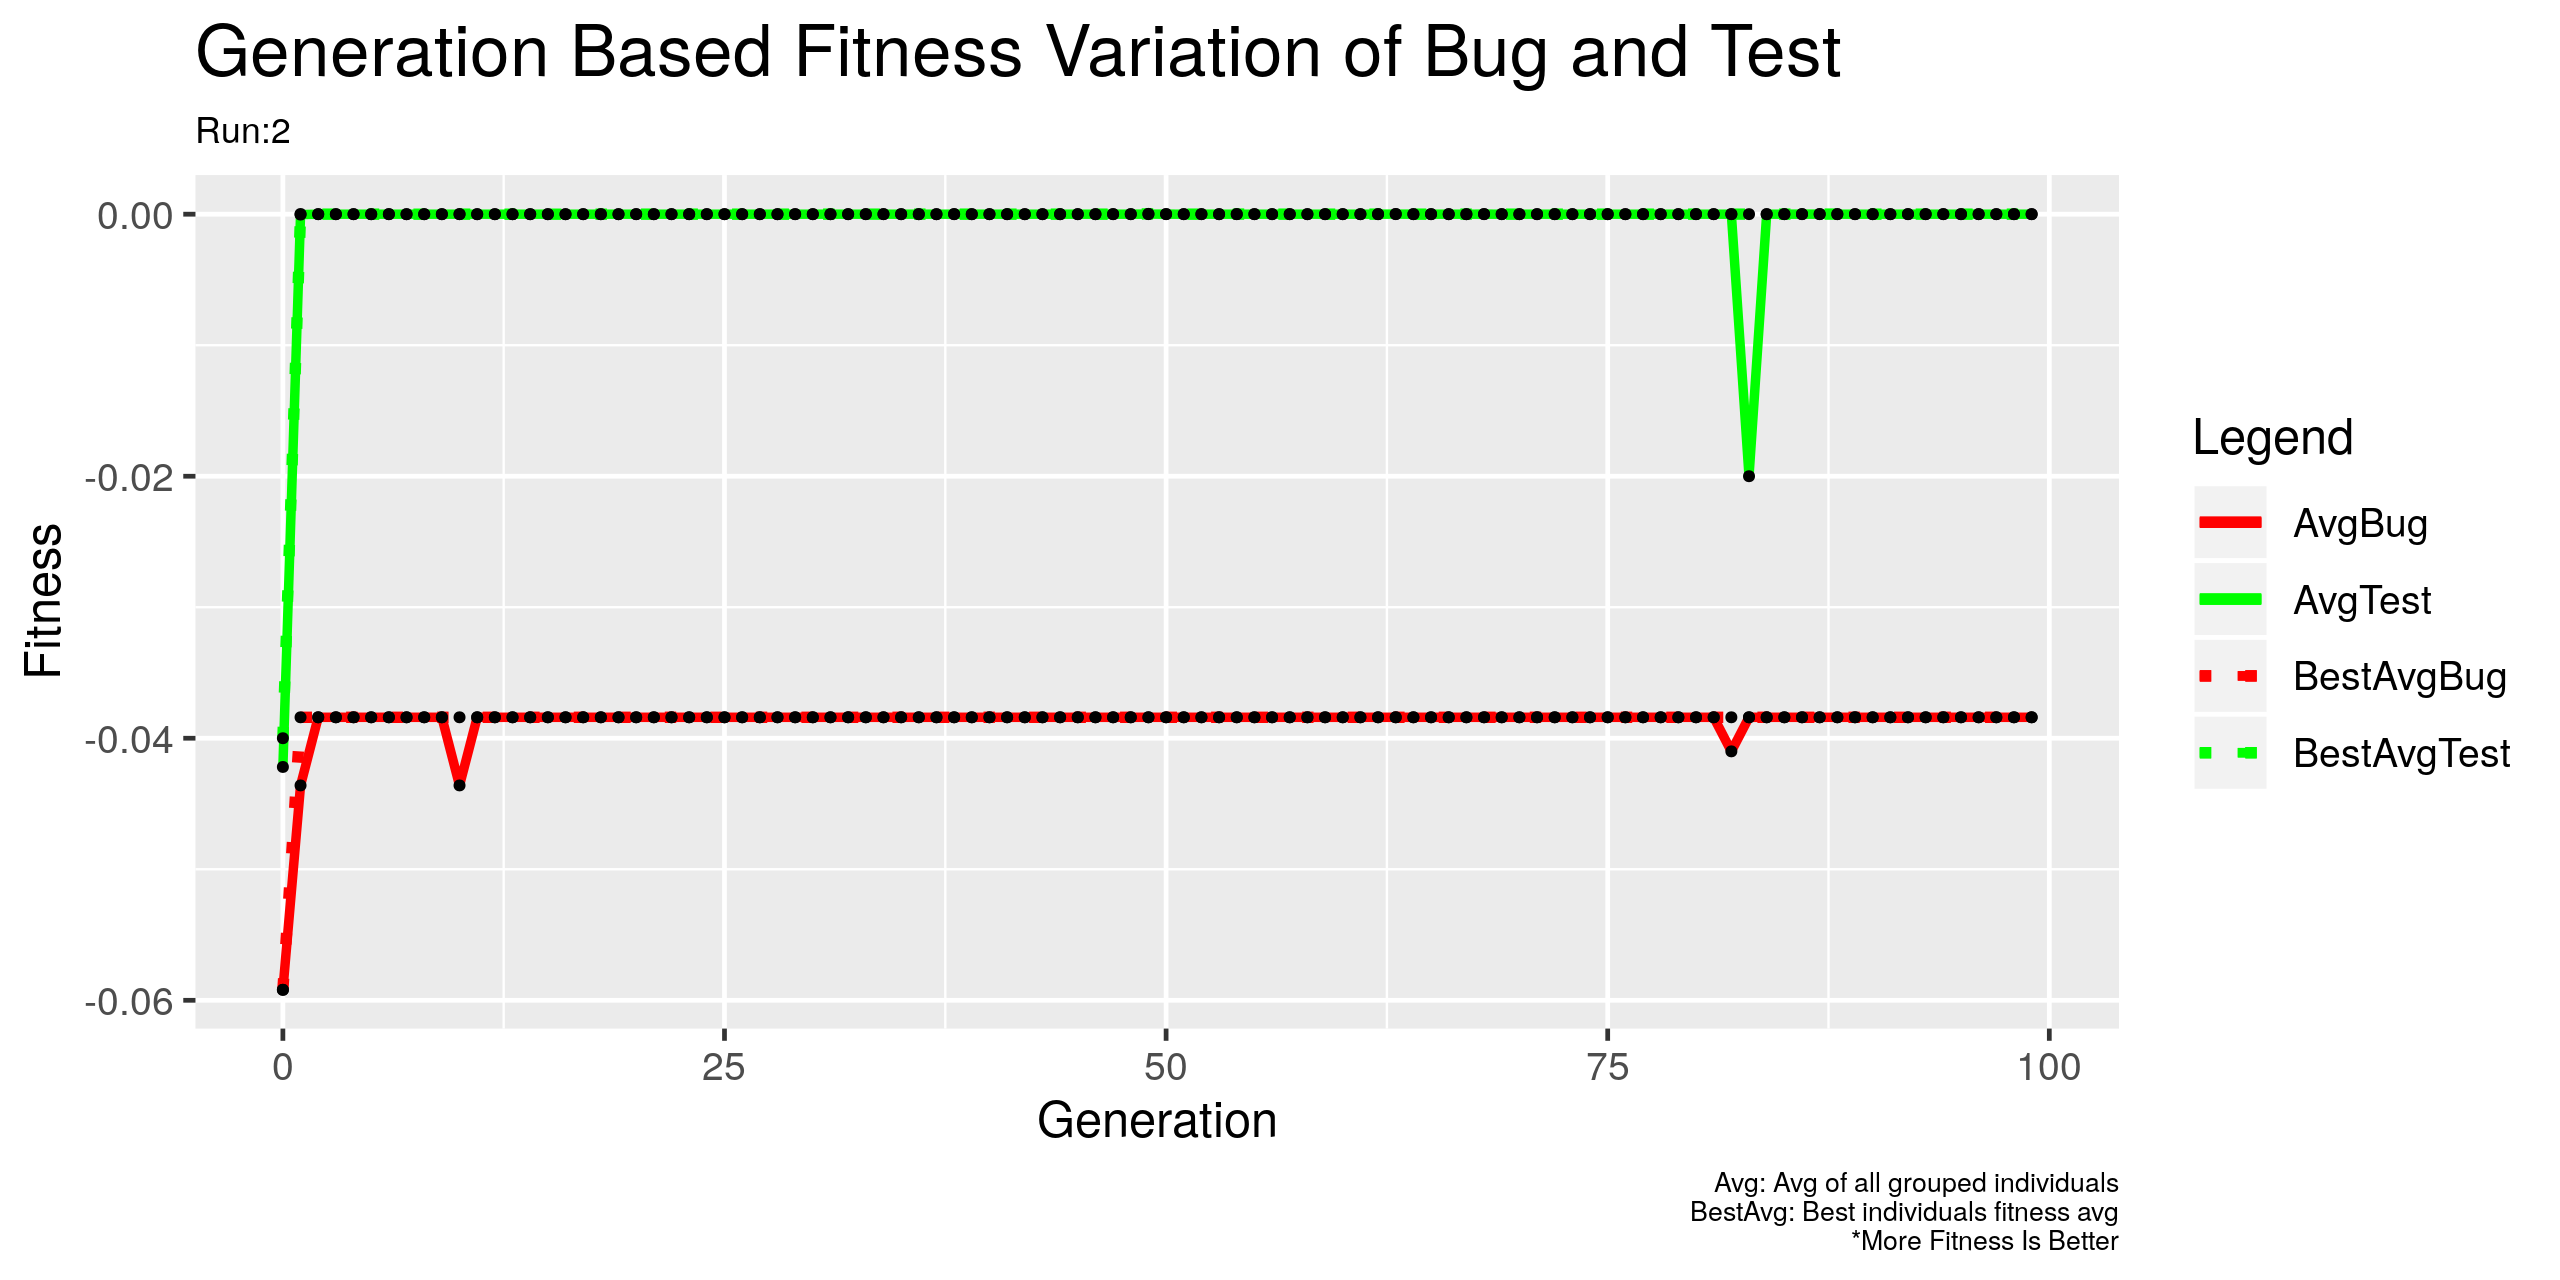 Generation Based Fitness Variation of Bug and Test
Run:2
0.00
-0.02
-0.04
-0.06
Fitness
0
25
50
75
100
Generation
Legend
AvgBug
AvgTest
BestAvgBug
BestAvgTest
Avg: Avg of all grouped individuals
BestAvg: Best individuals fitness avg
*More Fitness Is Better